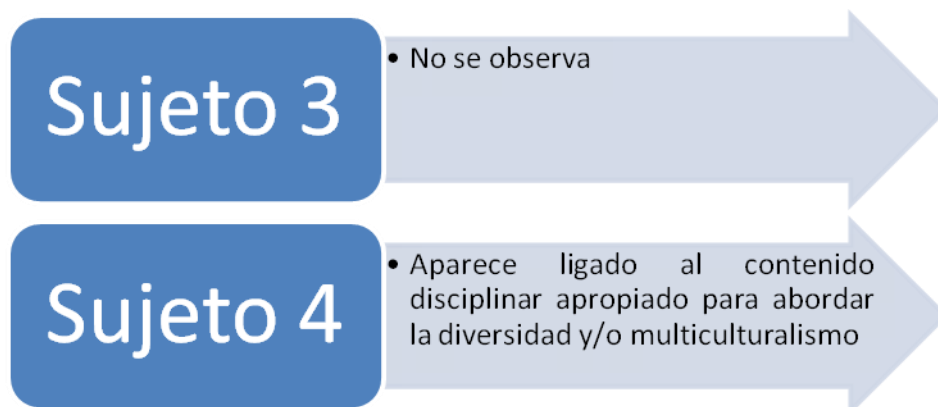 Sujeto 3
• No se observa
Sujeto 4
• Aparece ligado al contenido
disciplinar apropiado para abordar
la diversidad y/o multiculturalismo